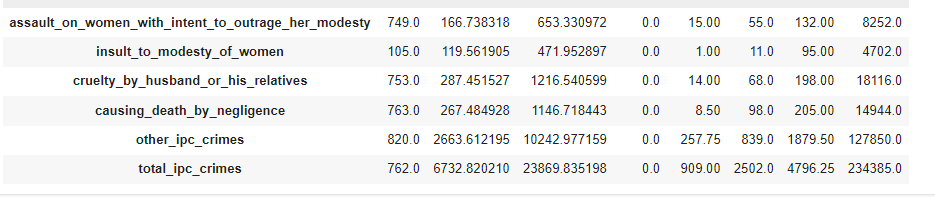 assault_on_women_with_intent_to_outrage_her_modesty 749.0 166.738318 653.330972 0.0 15.00 55.0 132.00 8252.0
insult_to_modesty_of_women 105.0 119.561905 471.952897 0.0 1.00 11.0 95.00 4702.0
cruelty_by_husband_or_his_relatives 753.0 287.451527 1216.540599 0.0 14.00 68.0 198.00 18116.0
causing_death_by_negligence 763.0 267.484928 1146.718443 0.0 8.50 98.0 205.00 14944.0
other_ipc_crimes 820.0 2663.612195 10242.977159 0.0 257.75 839.0 1879.50 127850.0
total_ipc_crimes 762.0 6732.820210 23869.835198 0.0 909.00 2502.0 4796.25 234385.0